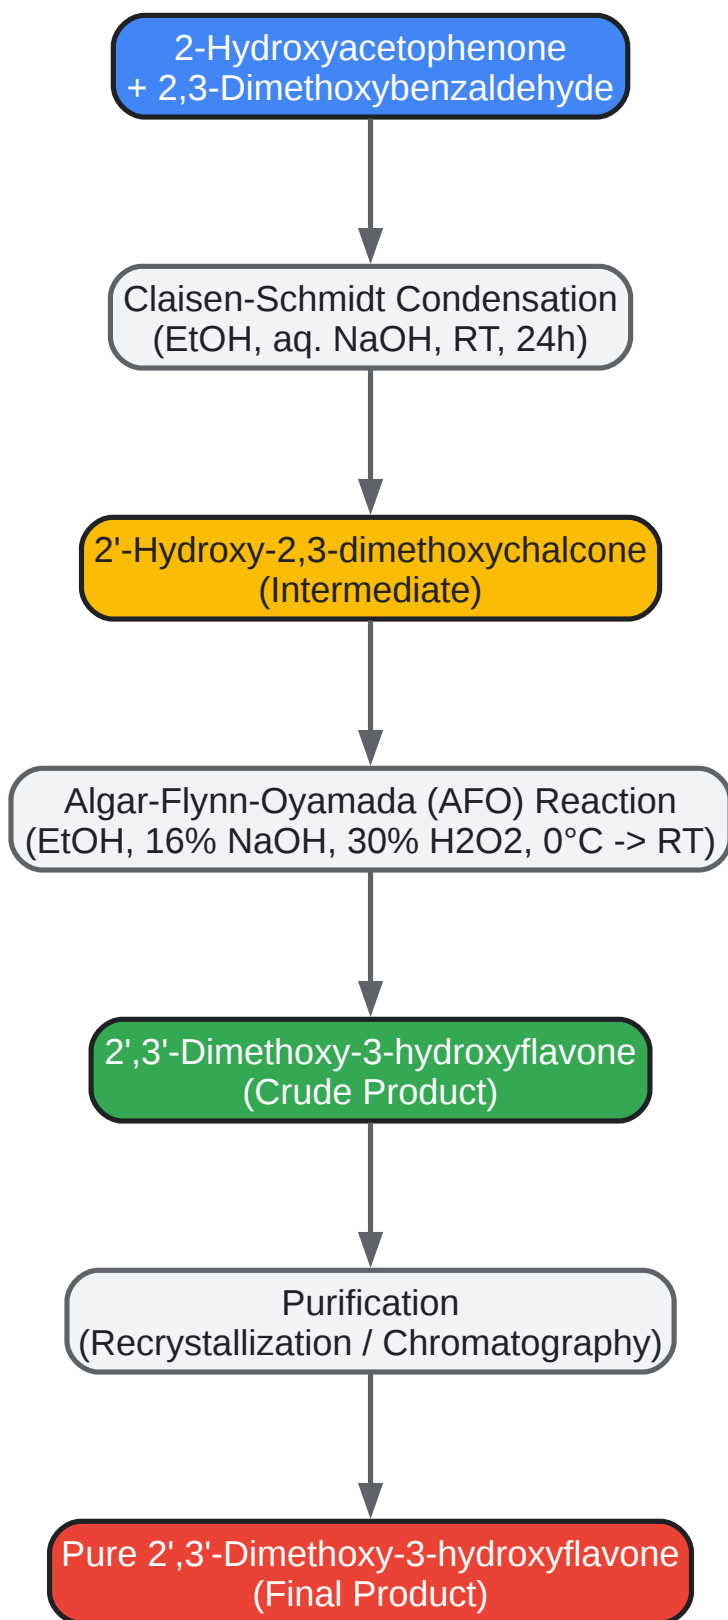 2-Hydroxyacetophenone
+ 2,3-Dimethoxybenzaldehyde
Claisen-Schmidt Condensation
(EtOH, aq. NaOH, RT, 24h)
2'-Hydroxy-2,3-dimethoxychalcone
(Intermediate)
Algar-Flynn-Oyamada (AFO) Reaction
(EtOH, 16% NaOH, 30% H2O2, 0°C -> RT)
2',3'-Dimethoxy-3-hydroxyflavone
(Crude Product)
Purification
(Recrystallization / Chromatography)
Pure 2',3'-Dimethoxy-3-hydroxyflavone
(Final Product)